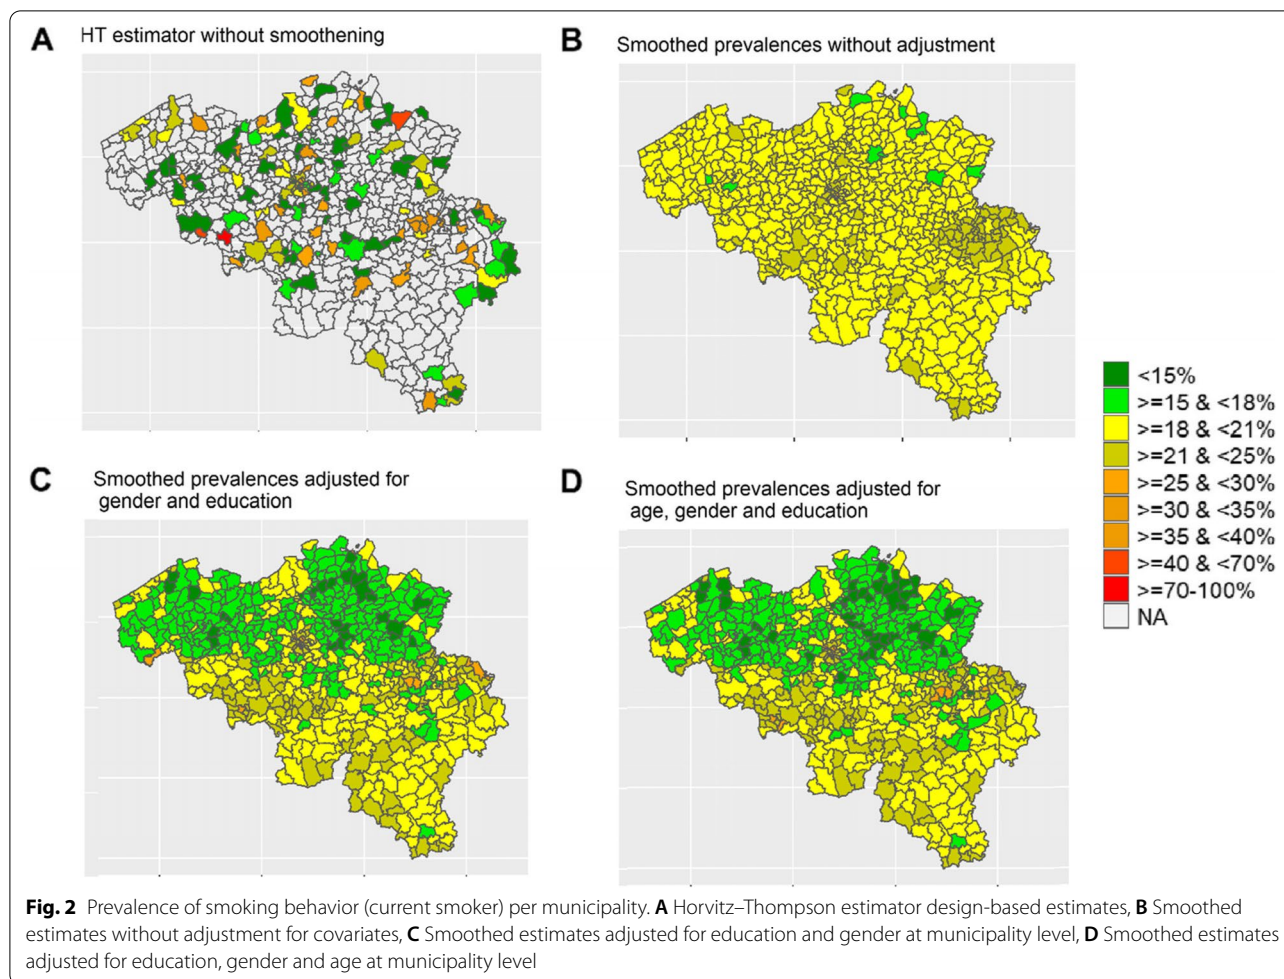 A HT estimator without smoothening
B Smoothed prevalences without adjustment
C Smoothed prevalences adjusted for
gender and education
D Smoothed prevalences adjusted for
age, gender and education
<15%
>=15 & <18%
>=18 & <21%
>=21 & <25%
>=25 & <30%
>=30 & <35%
>=35 & <40%
>=40 & <70%
>=70-100%
NA
Fig. 2 Prevalence of smoking behavior (current smoker) per municipality. A Horvitz–Thompson estimator design-based estimates, B Smoothed
estimates without adjustment for covariates, C Smoothed estimates adjusted for education and gender at municipality level, D Smoothed estimates
adjusted for education, gender and age at municipality level